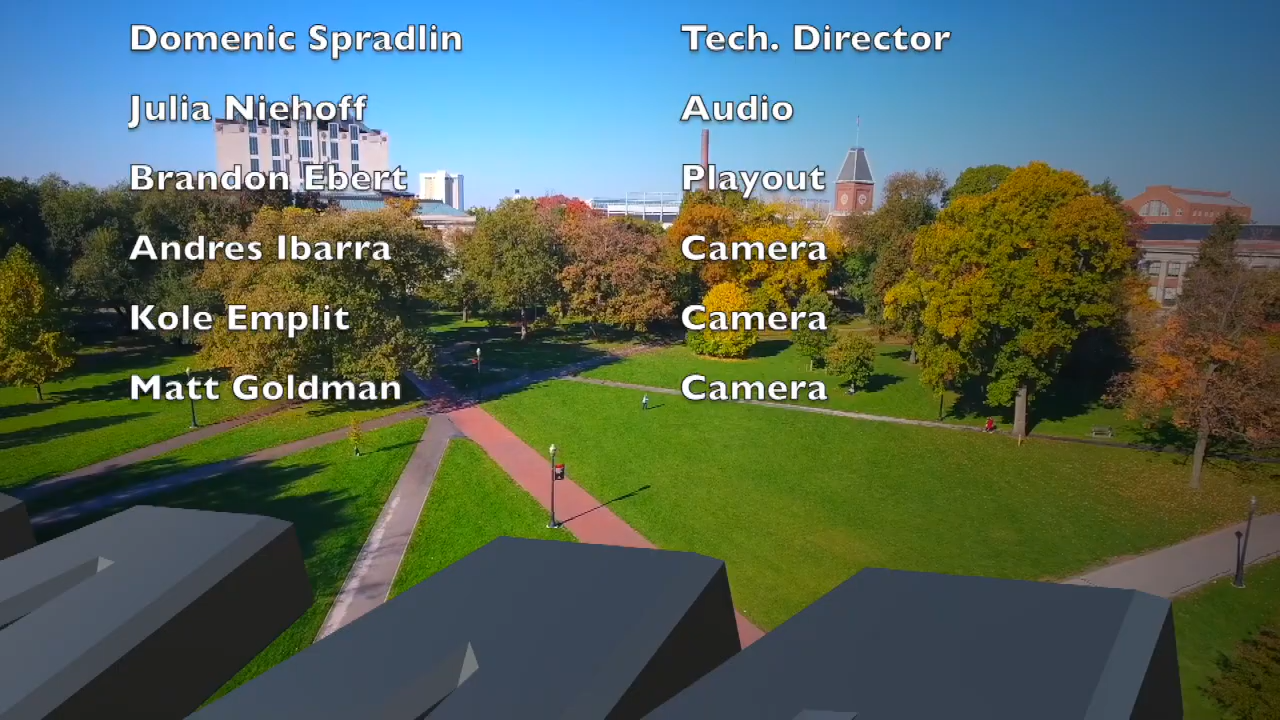 Domenic Spradlin Tech. Director
Julia Niehoff Audio
Brandon Ebert Playout
Andres Ibarra Camera
Kole Emplit Camera
Matt Goldman Camera